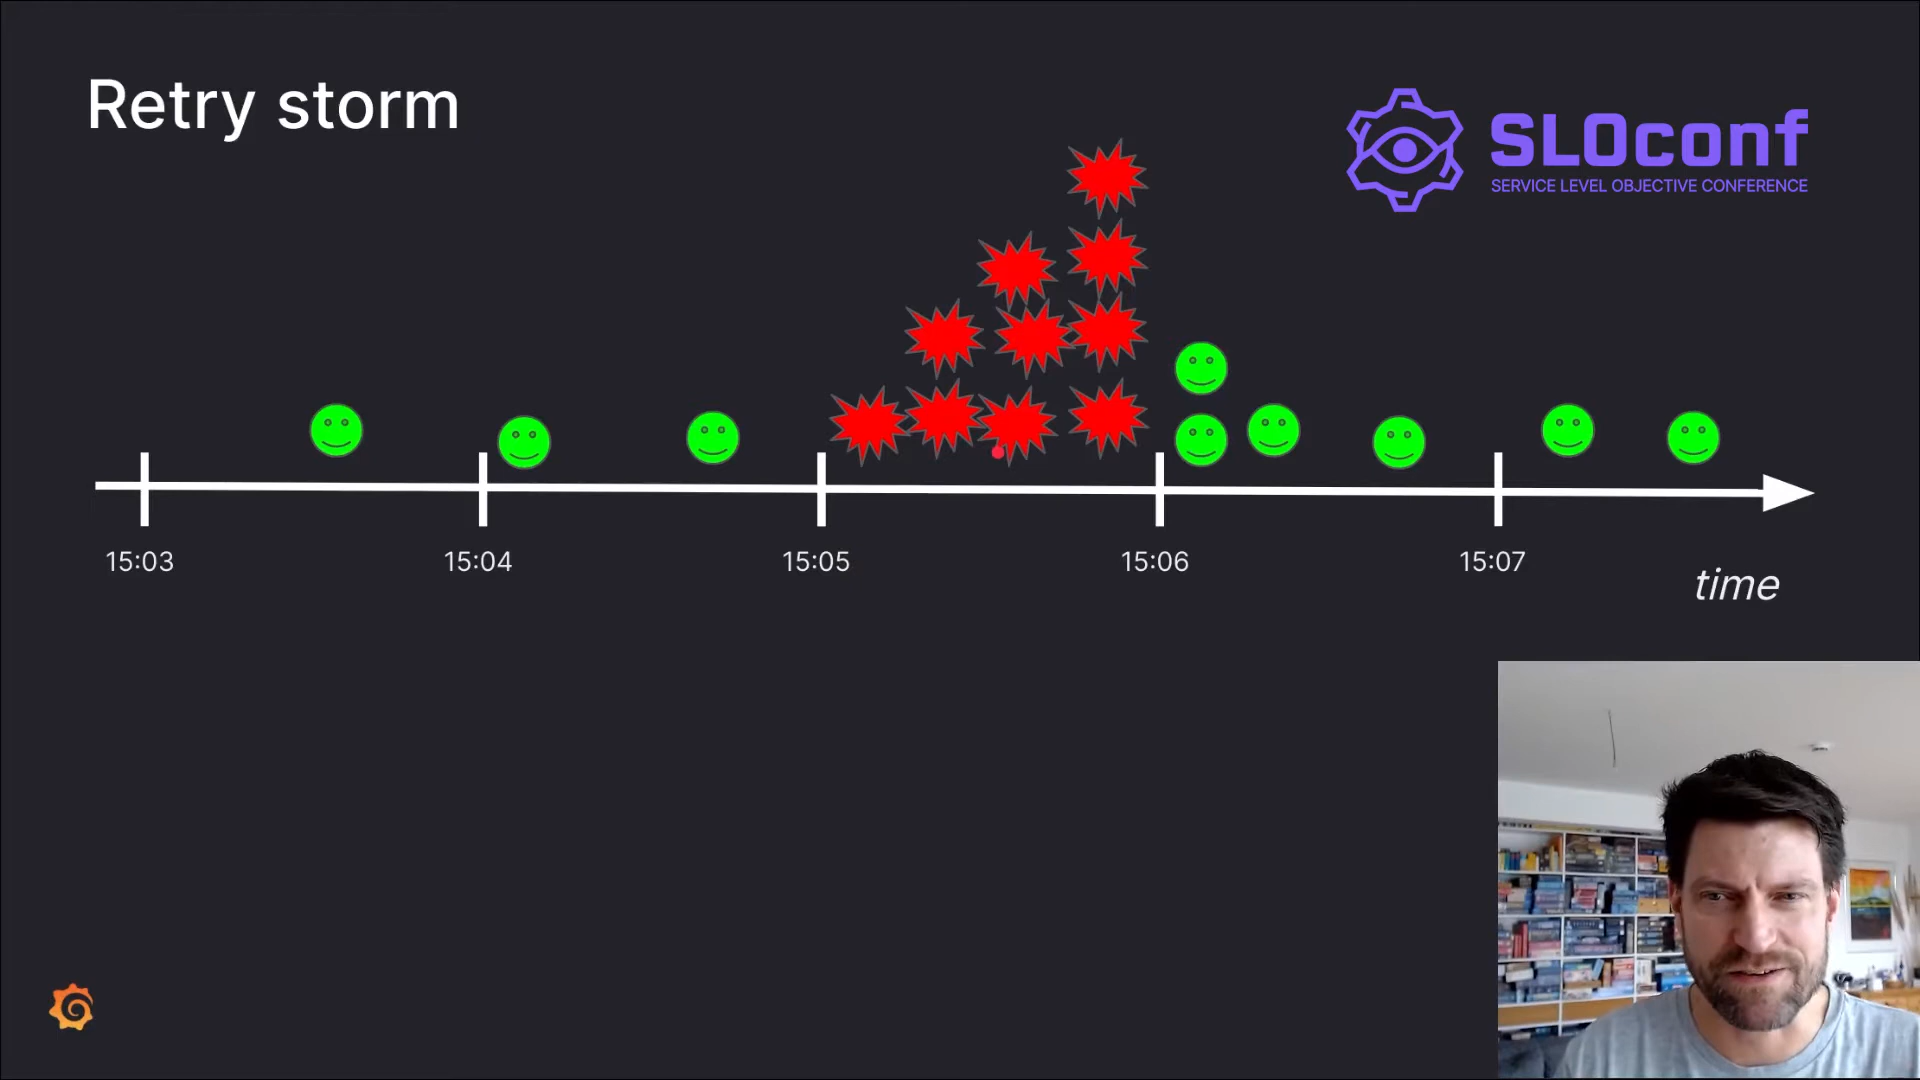 Retry storm
SLOconf
SERVICE LEVEL OBJECTIVE CONFERENCE
15:03
15:04
15:05
15:06
15:07
time